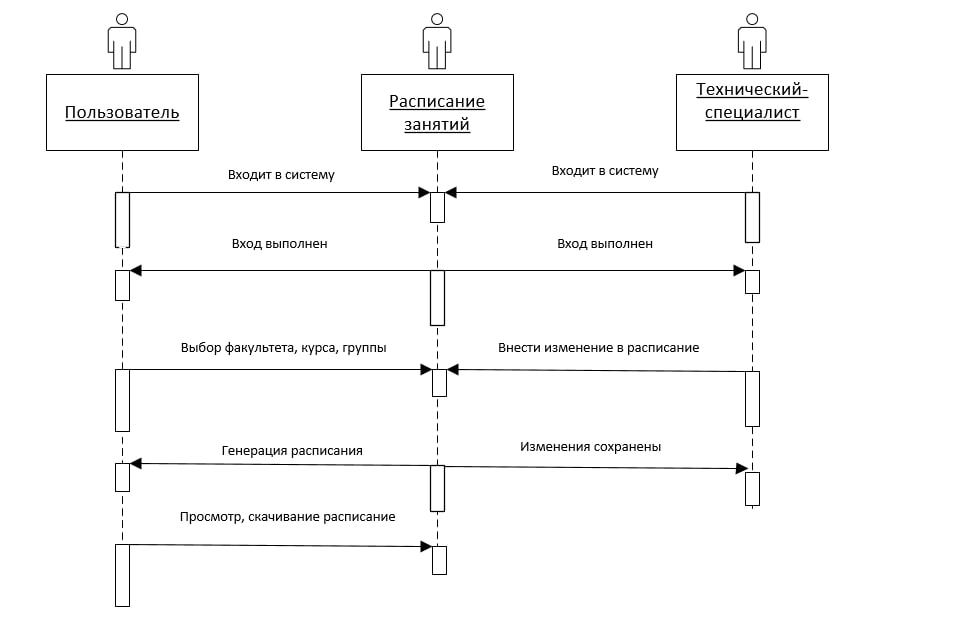 Пользователь
Расписание
занятий
Технический-
специалист
Входит в систему
Входит в систему
Вход выполнен
Вход выполнен
Выбор факультета, курса, группы
Внести изменение в расписание
Генерация расписания
Изменения сохранены
Просмотр, скачивание расписание